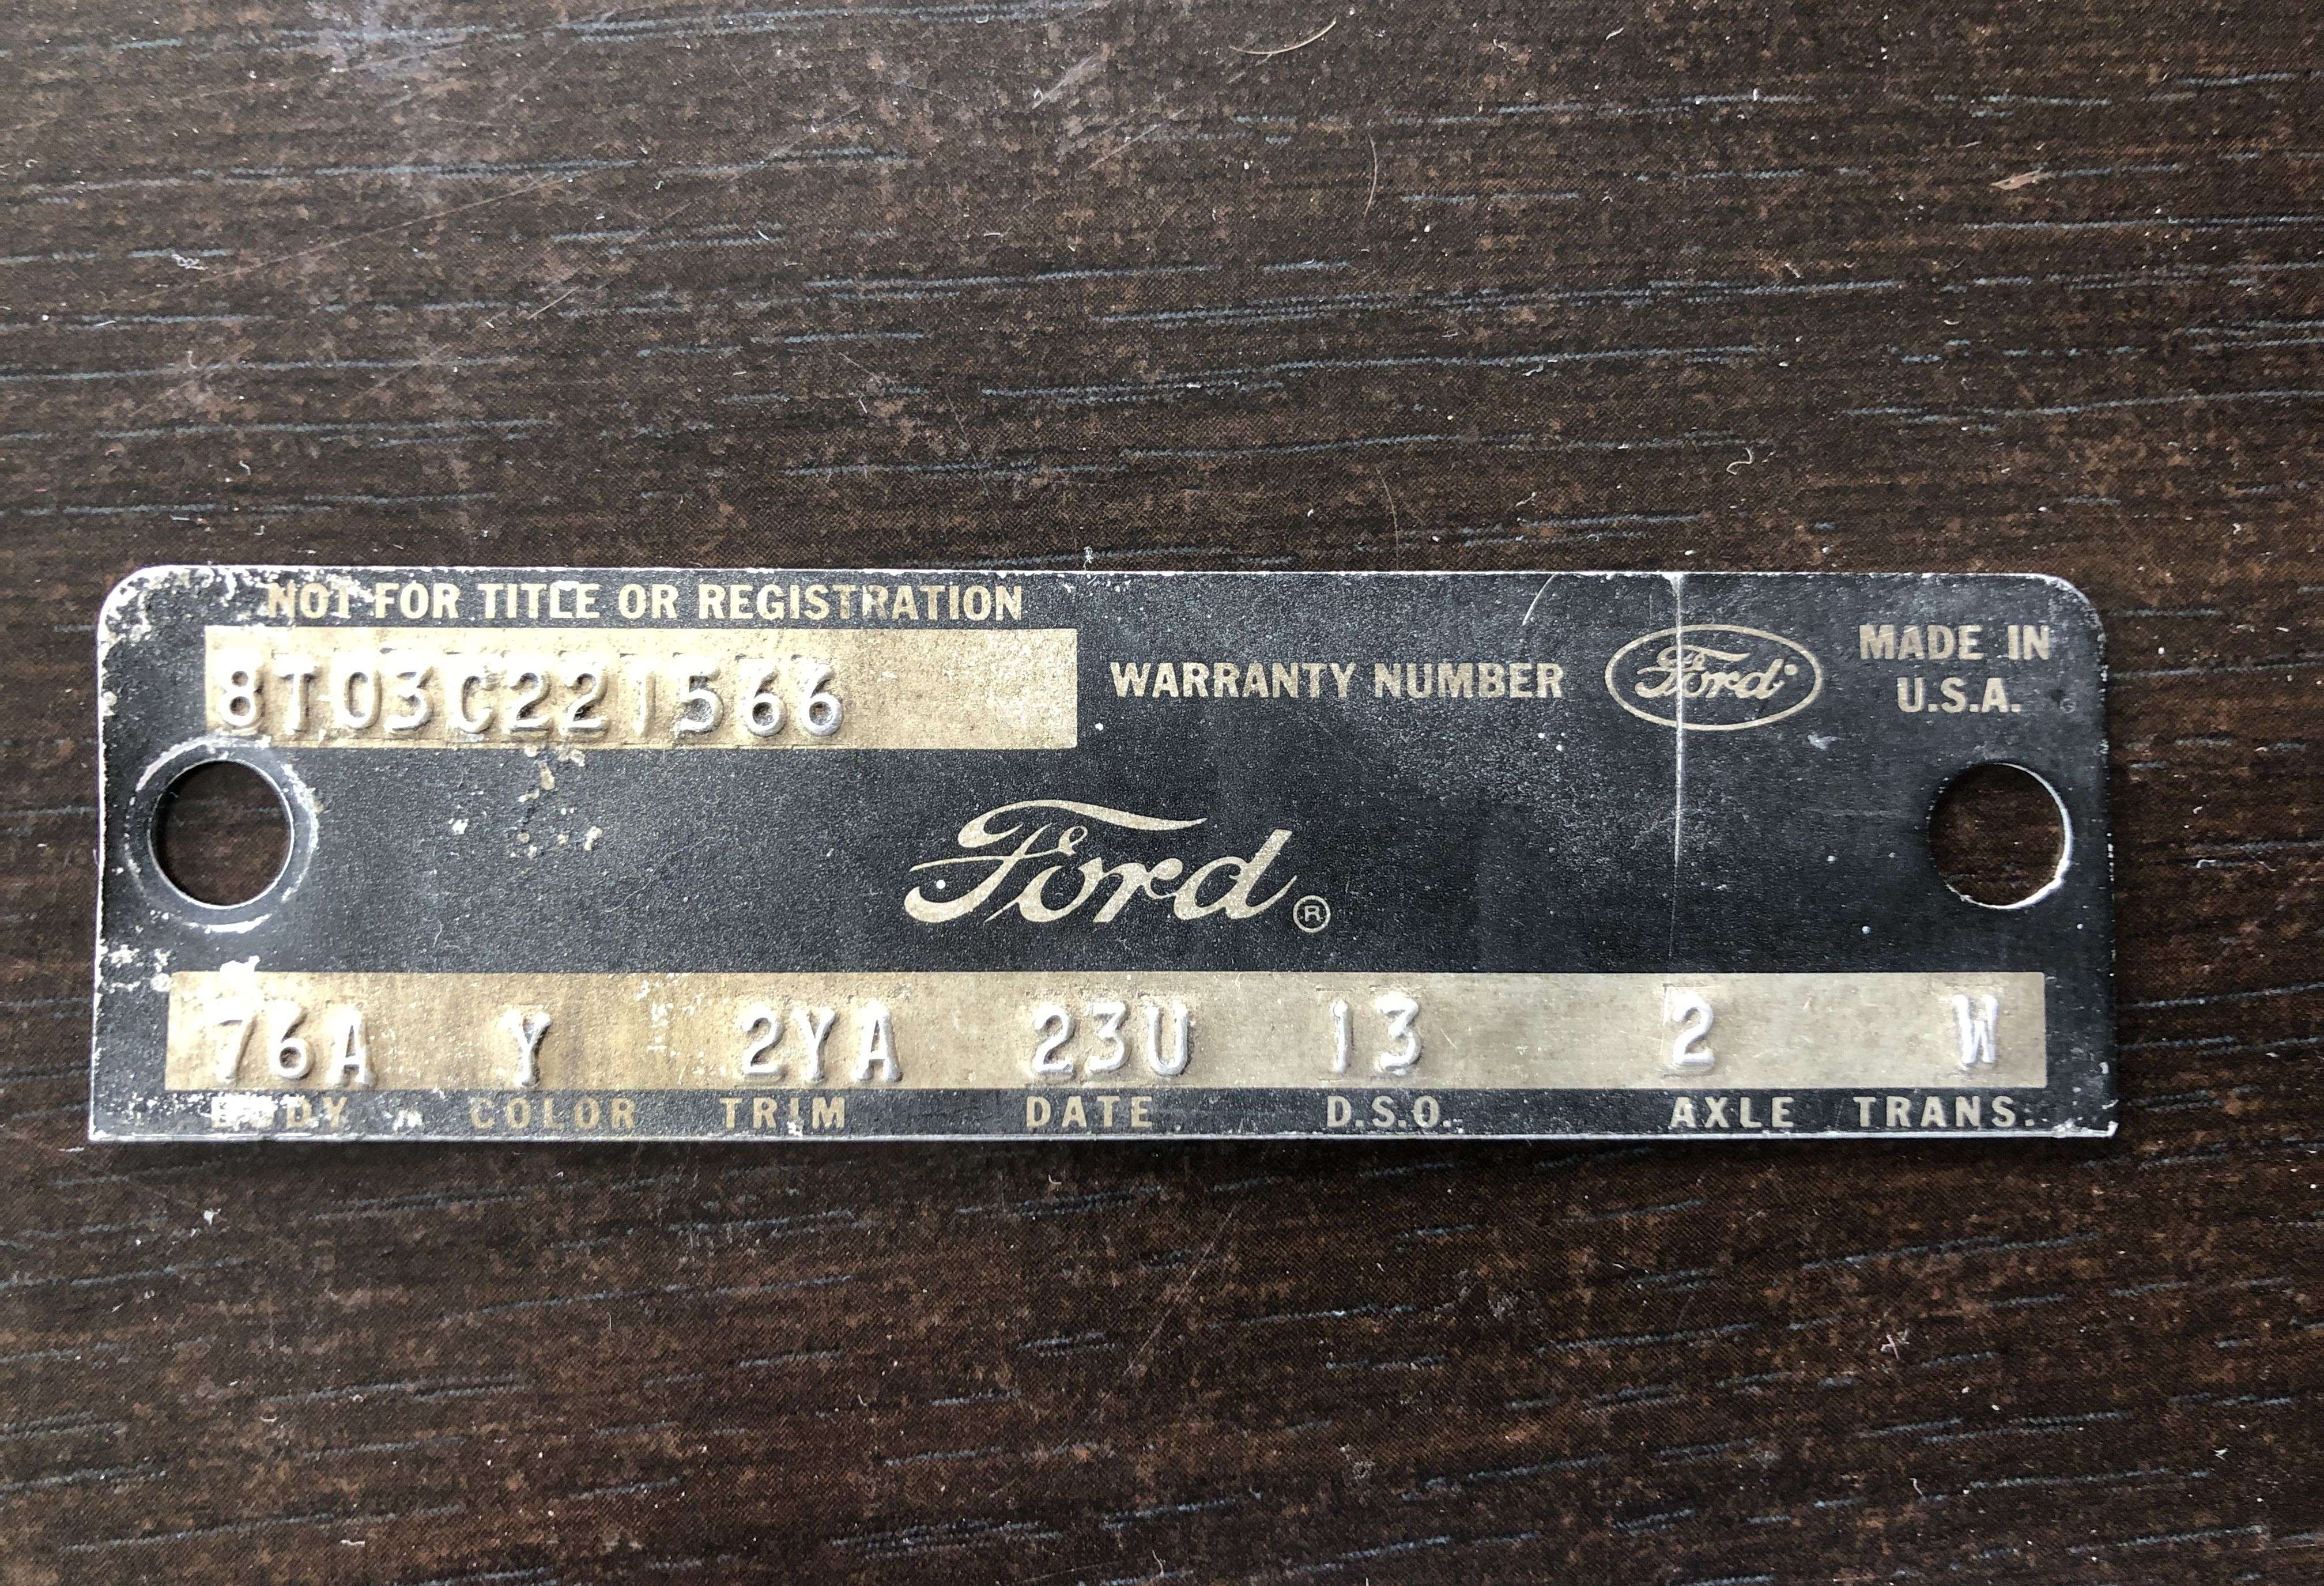 NOT FOR TITLE OR REGISTRATION
8T03C221566
WARRANTY NUMBER
Ford
MADE IN
U.S.A.
Ford®
76A Y 2YA 23U 13 2 W
BODY COLOR TRIM DATE D.S.O. AXLE TRANS.